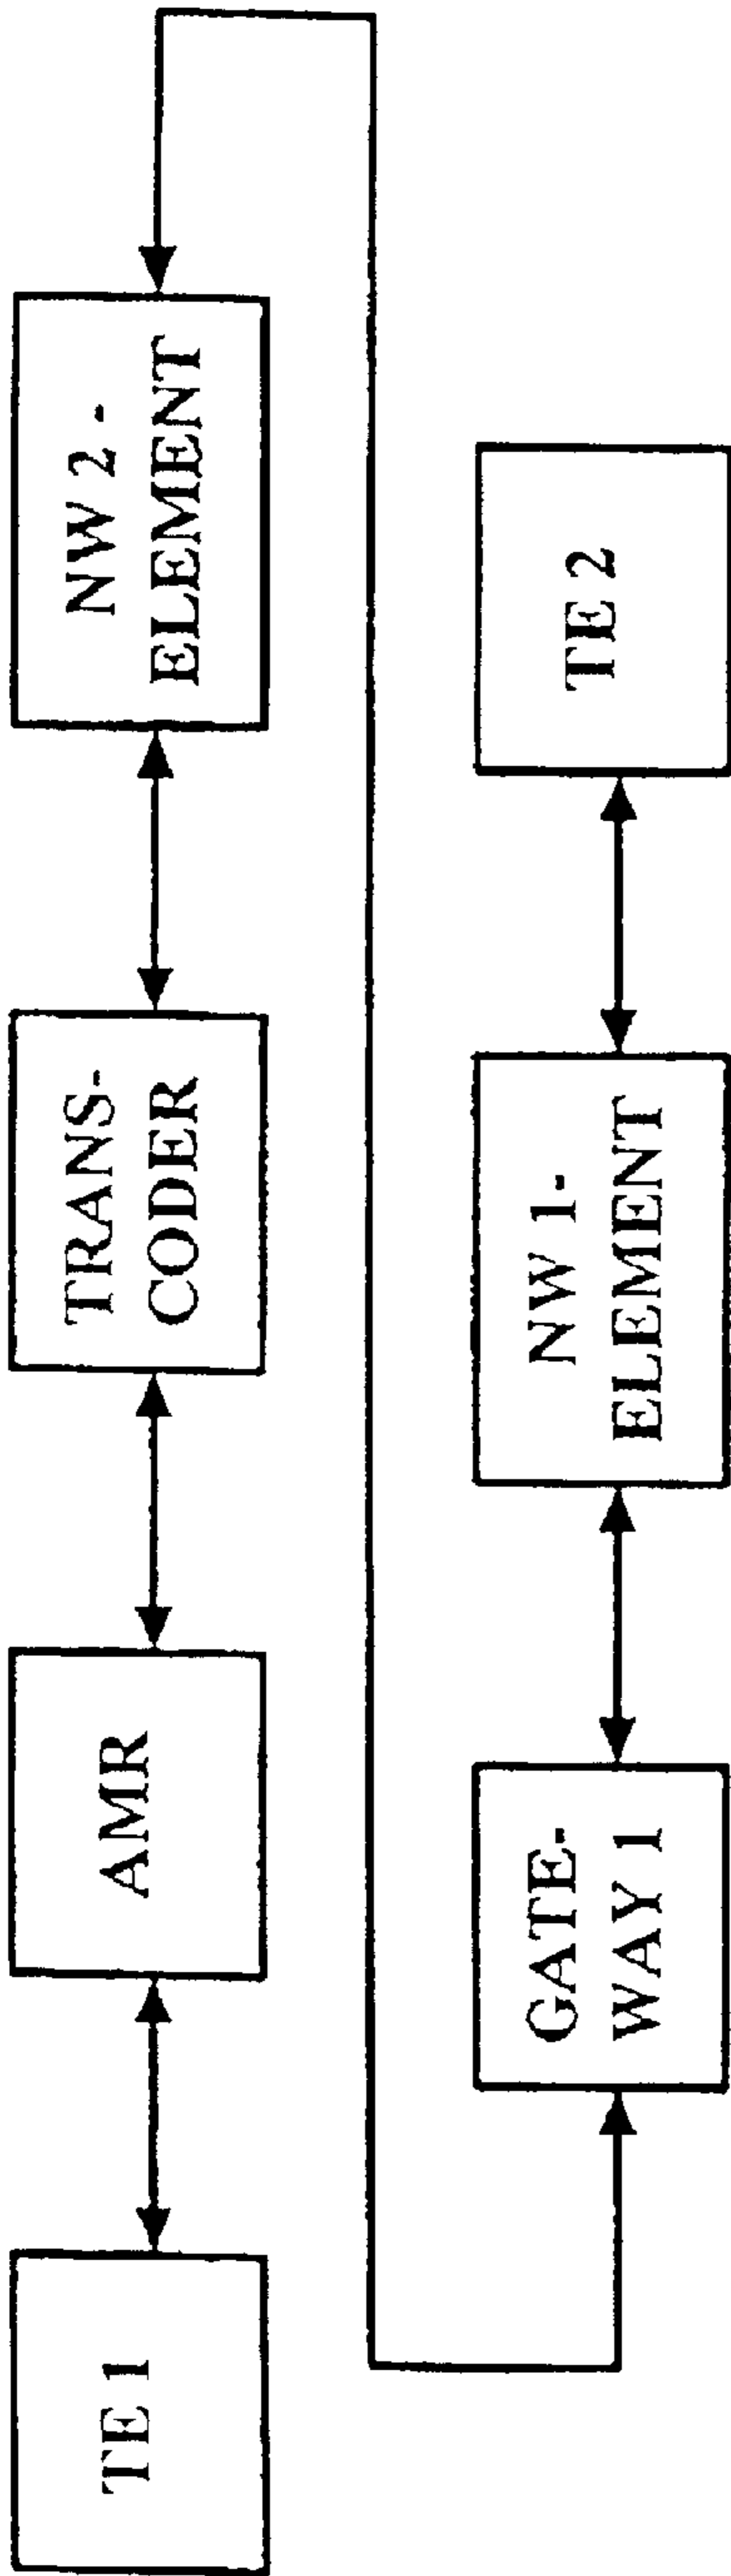 TE 1
AMR
TRANS-
CODER
NW 2 -
ELEMENT
GATE-
WAY 1
NW 1-
ELEMENT
TE 2